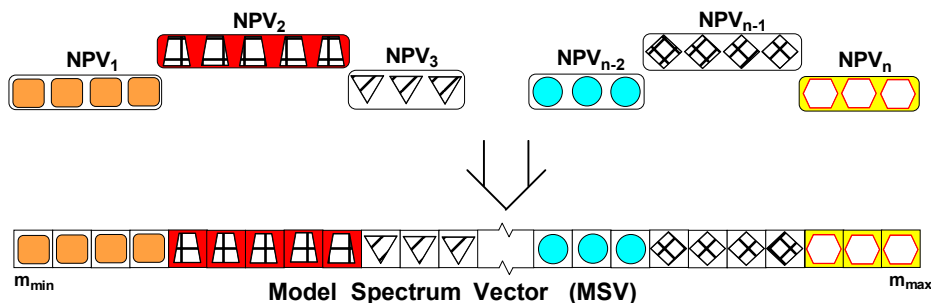 NPV2 NPVn-1
NPV1 NPV3 NPVn-2 NPVn
mmin mmax
Model Spectrum Vector (MSV)